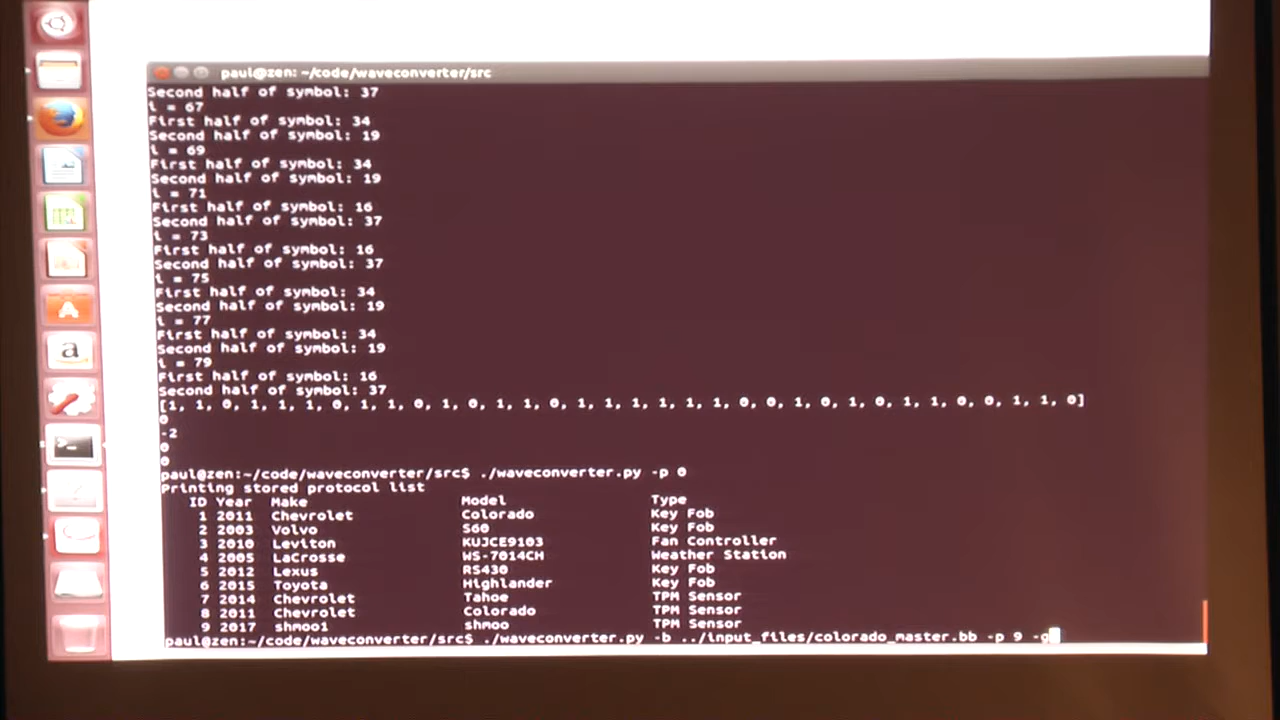 paul@zen: ~/code/waveconverter/src
Second half of symbol: 37
i = 67
First half of symbol: 34
Second half of symbol: 19
i = 69
First half of symbol: 34
Second half of symbol: 19
i = 71
First half of symbol: 16
Second half of symbol: 37
i = 73
First half of symbol: 16
Second half of symbol: 37
i = 75
First half of symbol: 34
Second half of symbol: 19
i = 77
First half of symbol: 34
Second half of symbol: 19
i = 79
First half of symbol: 16
Second half of symbol: 37
[1, 1, 0, 1, 1, 1, 0, 1, 1, 0, 1, 0, 1, 1, 0, 1, 1, 1, 1, 1, 1, 0, 0, 1, 0, 1, 0, 1, 1, 0, 0, 1, 1, 0]
0
-2
0
0
paul@zen:~/code/waveconverter/src$ ./waveconverter.py -p 0
Printing stored protocol list
ID Year Make Model Type
1 2011 Chevrolet Colorado Key Fob
2 2003 Volvo S60 Key Fob
3 2010 Leviton KUJCE9103 Fan Controller
4 2005 LaCrosse WS-7014CH Weather Station
5 2012 Lexus RS430 Key Fob
6 2015 Toyota Highlander Key Fob
7 2014 Chevrolet Tahoe TPM Sensor
8 2011 Chevrolet Colorado TPM Sensor
9 2017 shmoo1 shmoo TPM Sensor
paul@zen:~/code/waveconverter/src$ ./waveconverter.py -b ../input_files/colorado_master.bb -p 9 -g